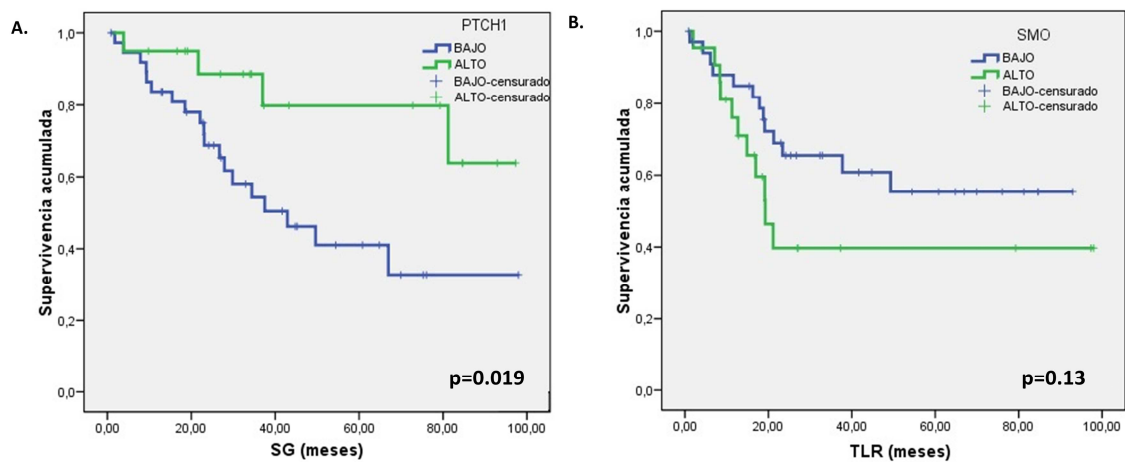 A.
PTCH1
BAJO
ALTO
BAJO-censurado
ALTO-censurado
Supervivencia acumulada
1,0
0,8
0,6
0,4
0,2
0,0
p=0.019
0,00 20,00 40,00 60,00 80,00 100,00
SG (meses)
B.
SMO
BAJO
ALTO
BAJO-censurado
ALTO-censurado
Supervivencia acumulada
1,0
0,8
0,6
0,4
0,2
0,0
p=0.13
0,00 20,00 40,00 60,00 80,00 100,00
TLR (meses)